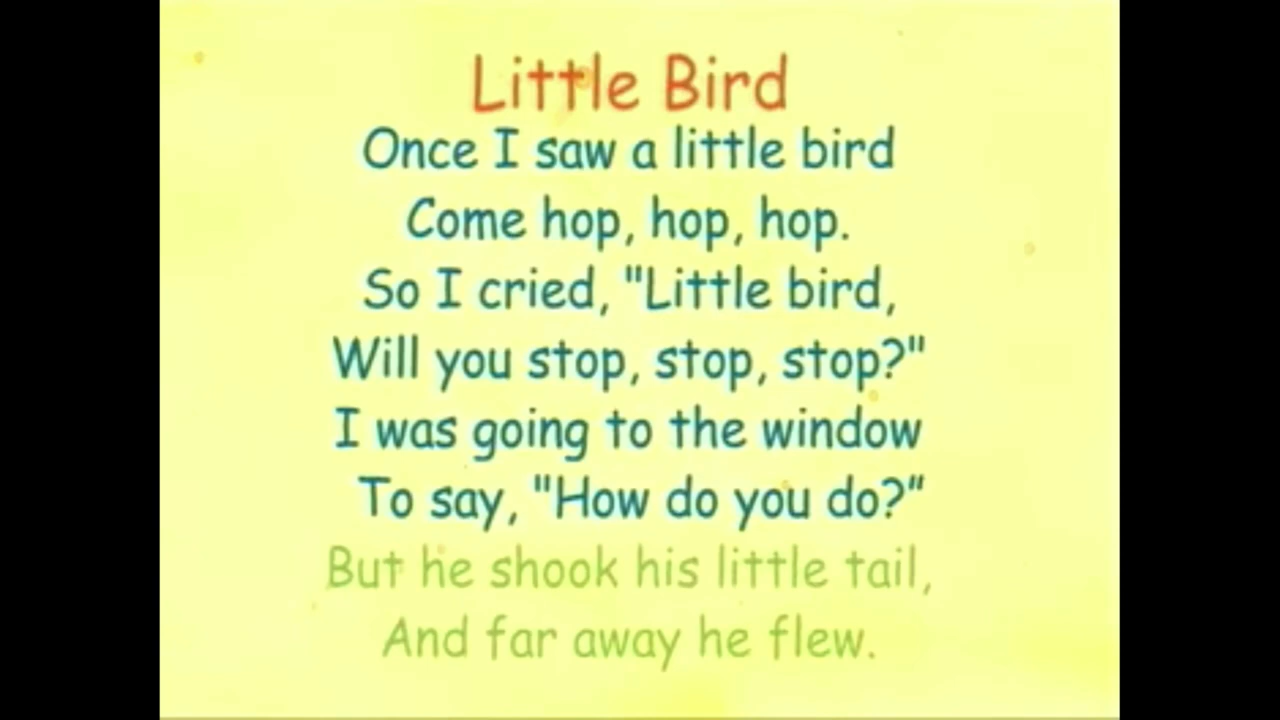 Little Bird
Once I saw a little bird
Come hop, hop, hop.
So I cried, "Little bird,
Will you stop, stop, stop?"
I was going to the window
To say, "How do you do?”
But he shook his little tail,
And far away he flew.